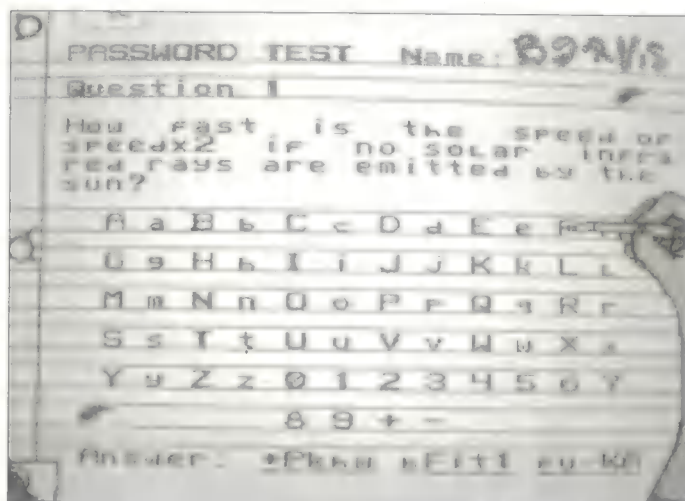 PASSWORD TEST Name:
Question 1
How fast is the speed of
speedx2 if no solar infra
red rays are emitted by the
sun?
A a B b C c D d E e F
G g H h I i J j K k L l
M m N n O o P p Q q R r
S s T t U u V v W w X x
Y y Z z 0 1 2 3 4 5 6 7
8 9 + -
Answer: